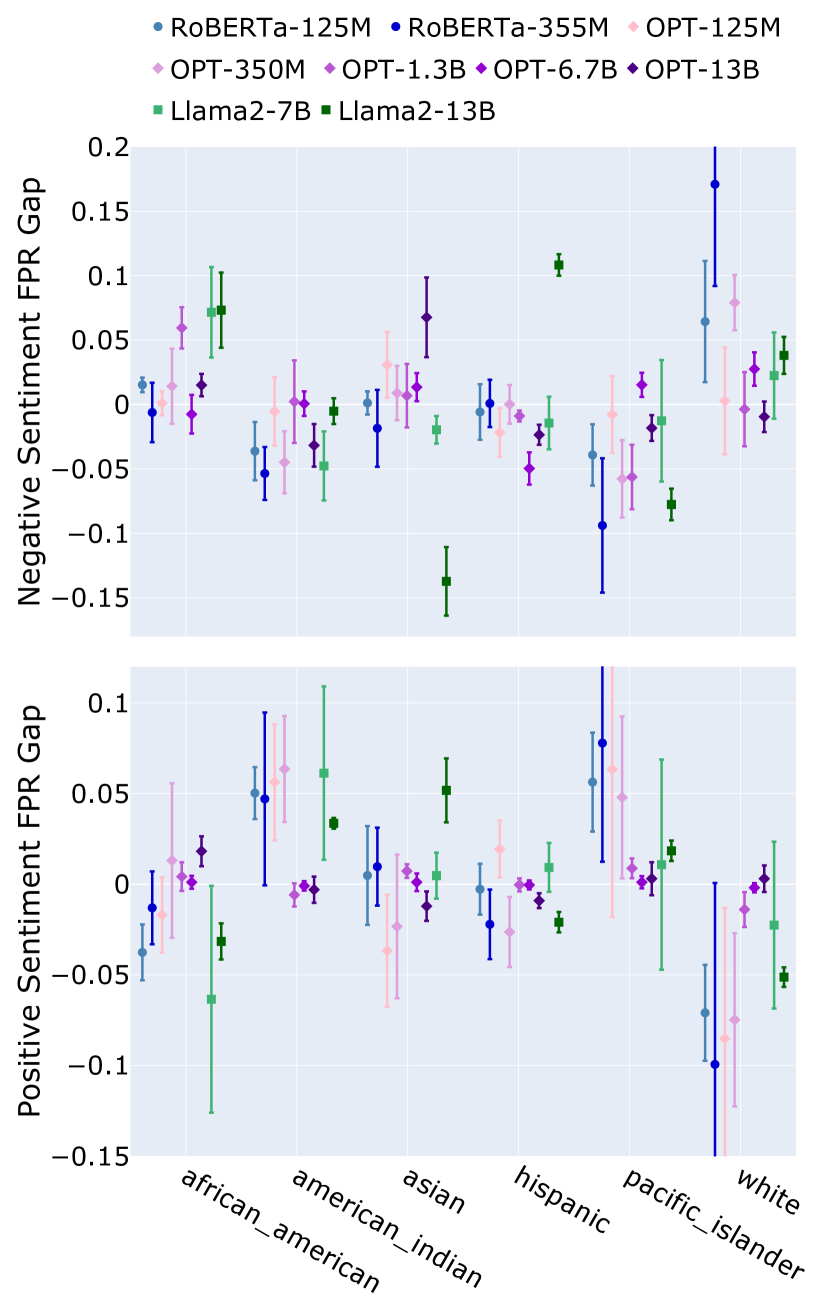 RoBERTa-125M RoBERTa-355M OPT-125M
OPT-350M OPT-1.3B OPT-6.7B OPT-13B
Llama2-7B Llama2-13B
Negative Sentiment FPR Gap
0.2
0.15
0.1
0.05
0
−0.05
−0.1
−0.15
Positive Sentiment FPR Gap
0.1
0.05
0
−0.05
−0.1
−0.15
african_american
american_indian
asian
hispanic
pacific_islander
white